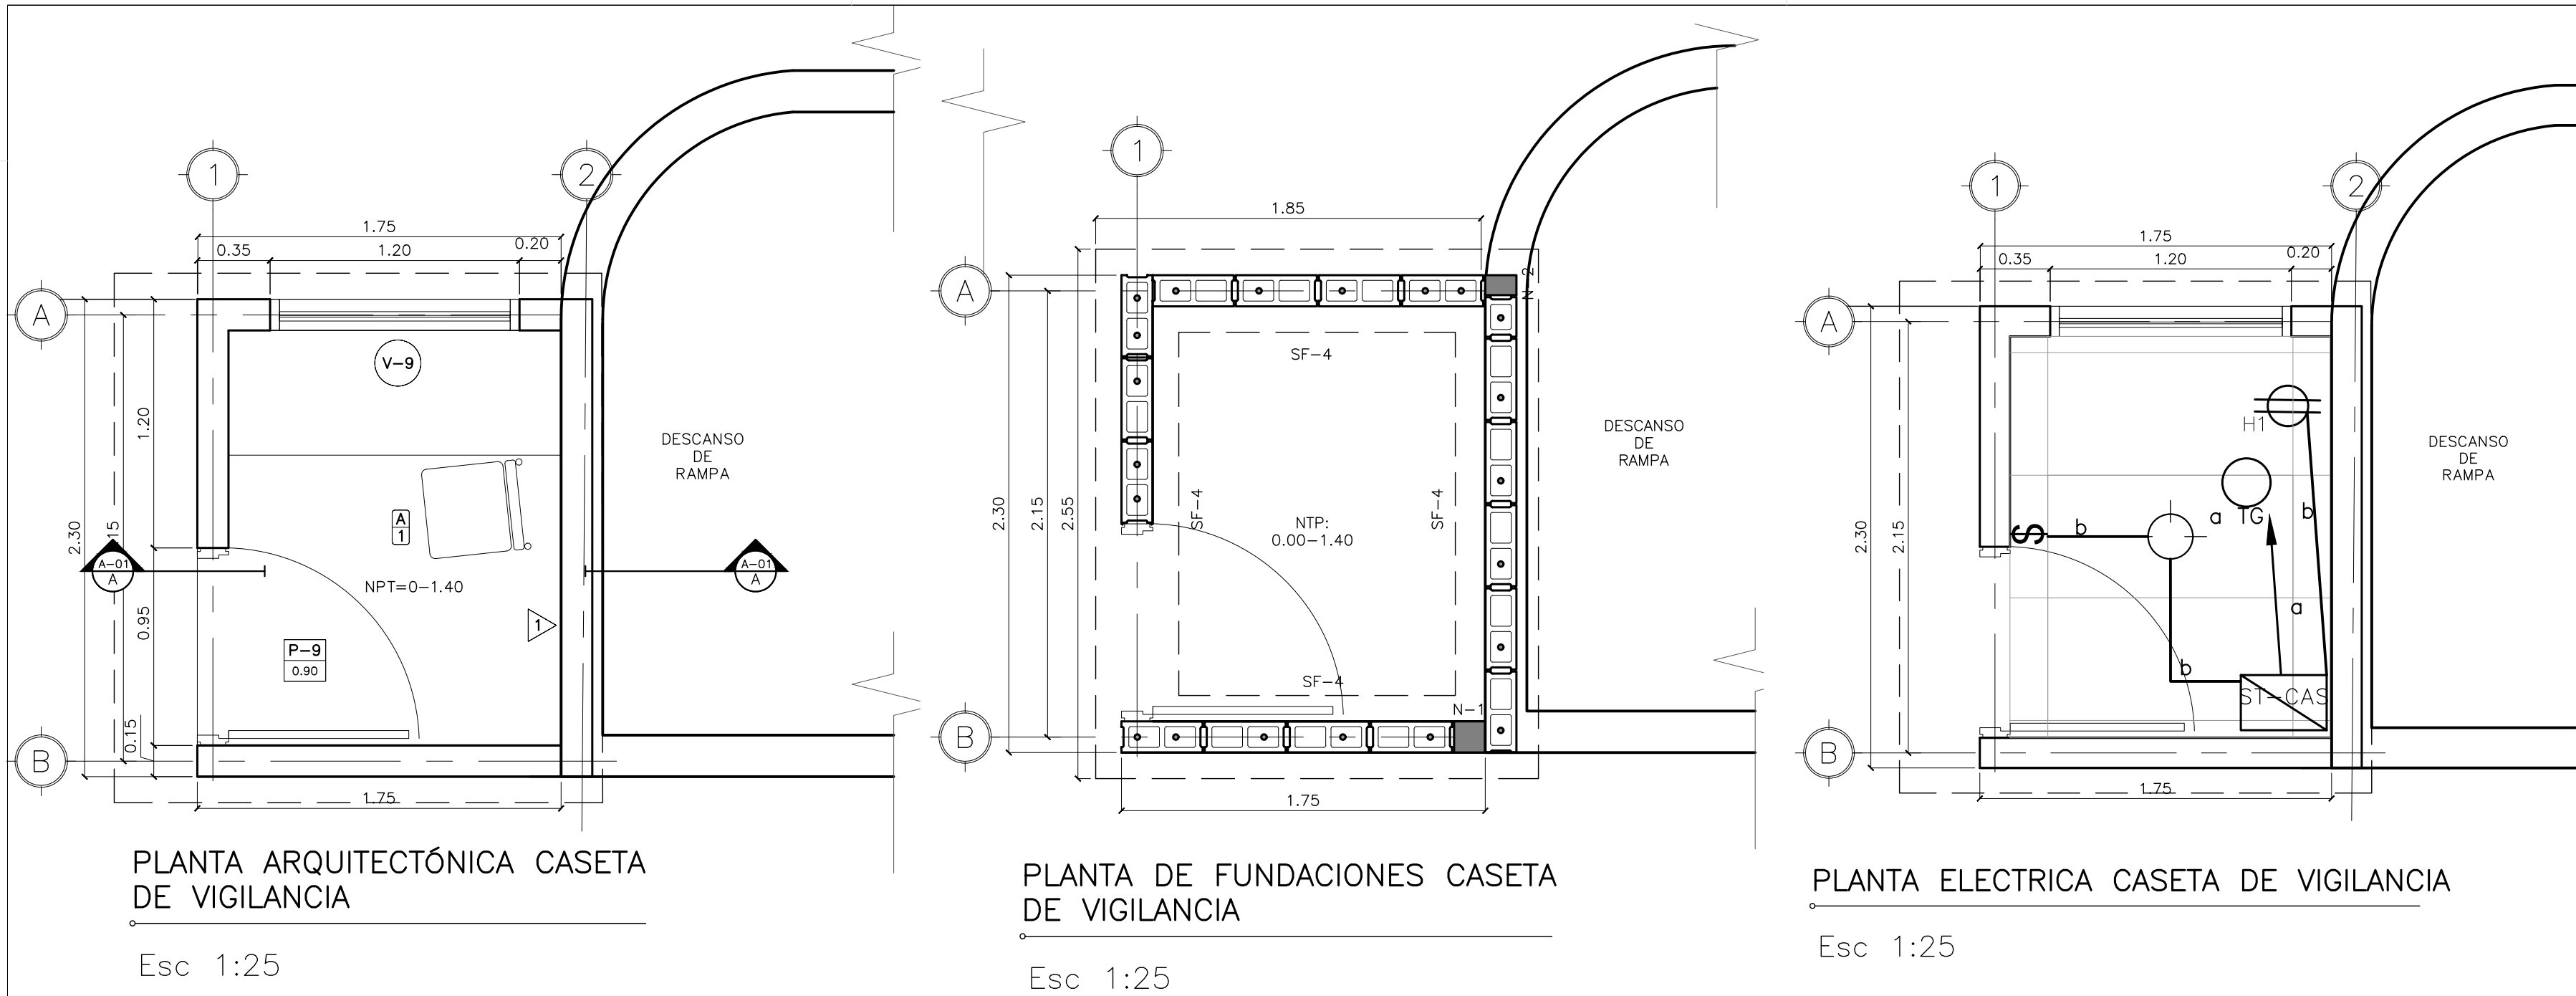 1
2
1.75
0.35
1.20
0.20
A
V-9
1.20
DESCANSO
DE
RAMPA
2.30
2.15
A
1
A-01
A
A-01
A
NPT=0-1.40
0.95
1
P-9
0.90
0.15
B
1.75
PLANTA ARQUITECTÓNICA CASETA
DE VIGILANCIA
Esc 1:25
1
1.85
A
N-2
SF-4
DESCANSO
DE
RAMPA
2.30
2.15
2.55
SF-4
NTP:
0.00-1.40
SF-4
SF-4
N-1
B
1.75
PLANTA DE FUNDACIONES CASETA
DE VIGILANCIA
Esc 1:25
1
2
1.75
0.35
1.20
0.20
A
H1
DESCANSO
DE
RAMPA
2.30
2.15
$
b
a
TG
b
a
b
ST-CAS
B
1.75
PLANTA ELECTRICA CASETA DE VIGILANCIA
Esc 1:25